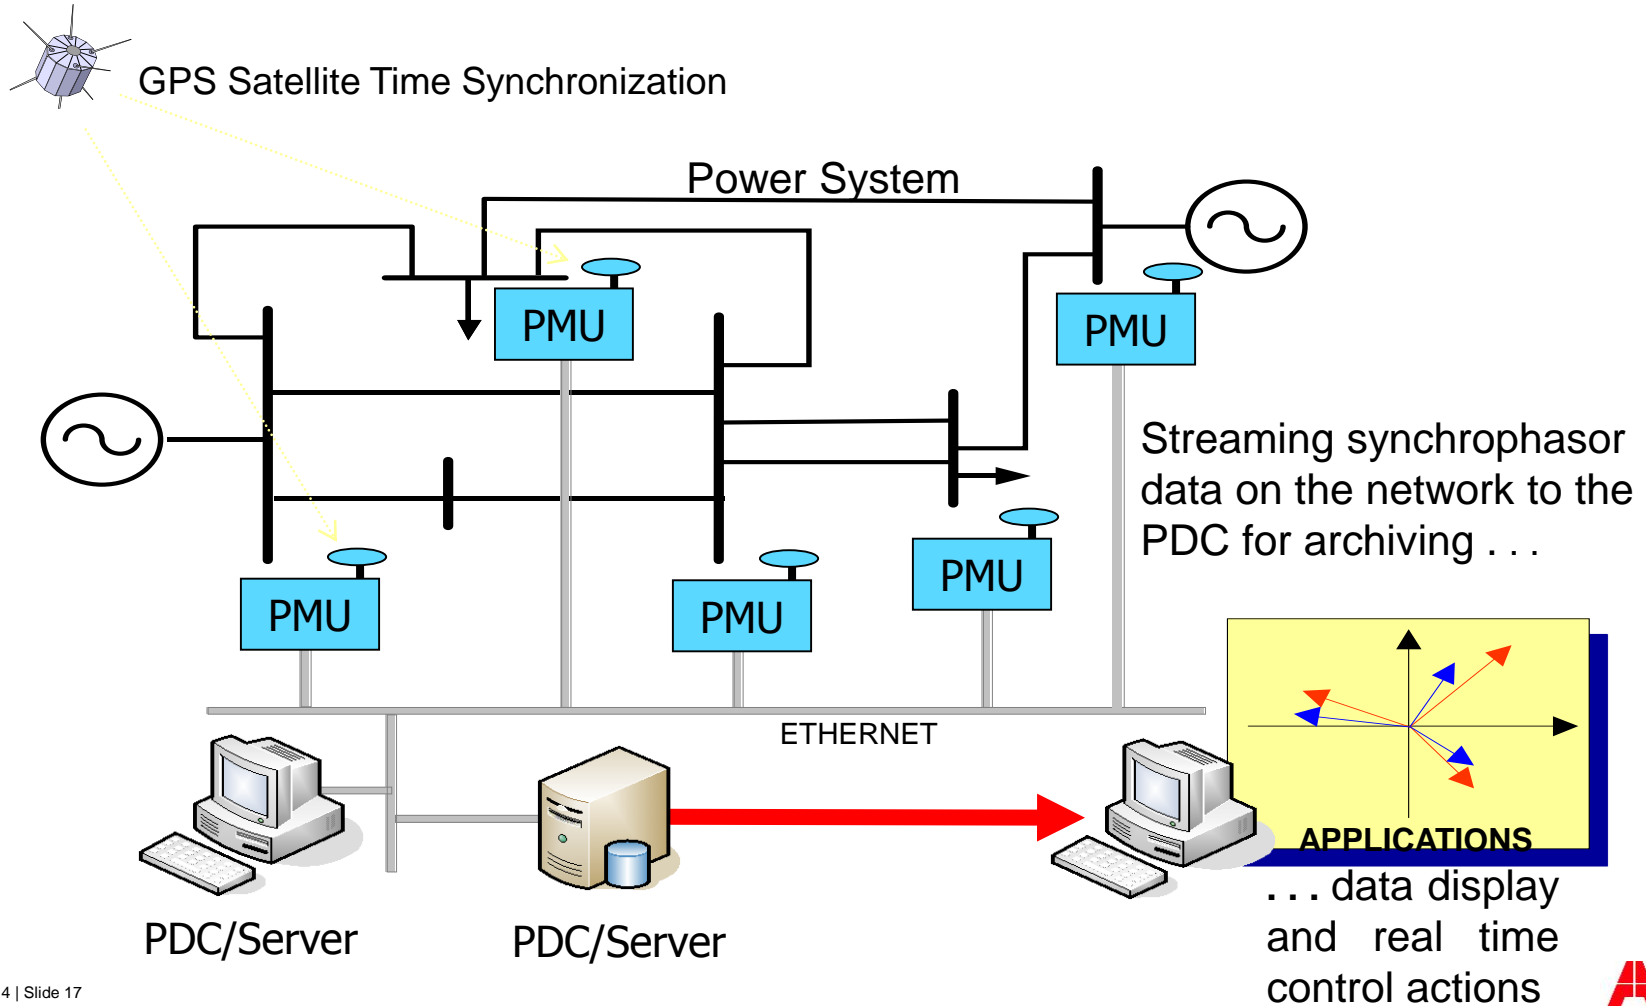 GPS Satellite Time Synchronization
Power System
PMU
PMU
Streaming synchrophasor
data on the network to the
PDC for archiving . . .
PMU
PMU
PMU
ETHERNET
APPLICATIONS
. . . data display
and real time
control actions
PDC/Server
PDC/Server
4 | Slide 17